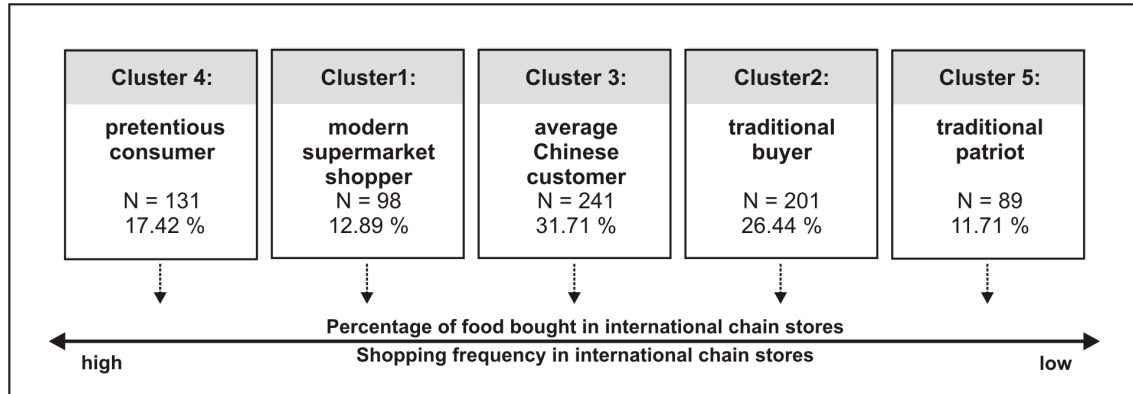 Cluster 4:
pretentious
consumer
N = 131
17.42 %
Cluster1:
modern
supermarket
shopper
N = 98
12.89 %
Cluster 3:
average
Chinese
customer
N = 241
31.71 %
Cluster2:
traditional
buyer
N = 201
26.44 %
Cluster 5:
traditional
patriot
N = 89
11.71 %
Percentage of food bought in international chain stores
Shopping frequency in international chain stores
high
low